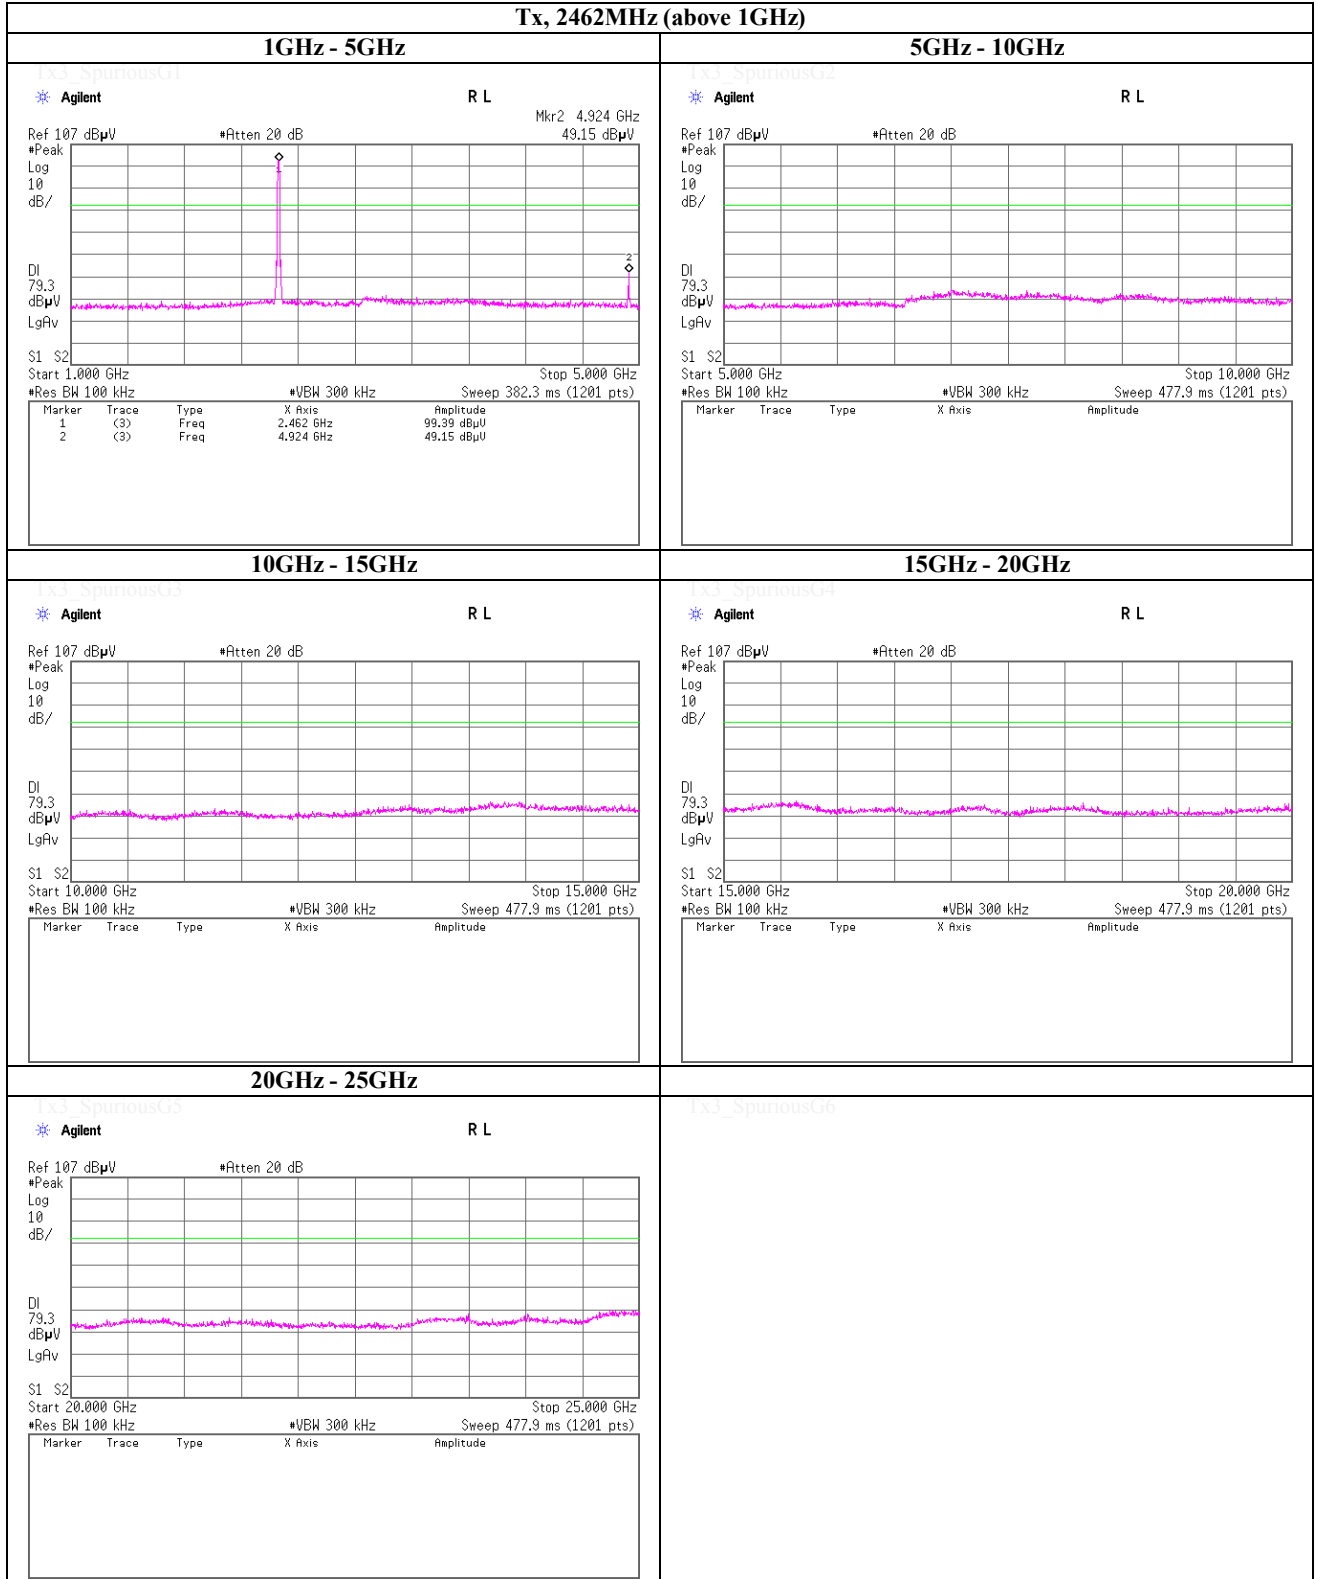 Tx, 2462MHz (above 1GHz)
1GHz - 5GHz
5GHz - 10GHz
Tx3_SpuriousG1
Agilent
R L
Mkr2 4.924 GHz
Ref 107 dBµV #Atten 20 dB 49.15 dBµV
#Peak
Log
10
dB/
1
2
DI
79.3
dBµV
LgAv
S1 S2
Start 1.000 GHz Stop 5.000 GHz
#Res BW 100 kHz #VBW 300 kHz Sweep 382.3 ms (1201 pts)
Marker Trace Type X Axis Amplitude
1 (3) Freq 2.462 GHz 99.39 dBµV
2 (3) Freq 4.924 GHz 49.15 dBµV
Tx3_SpuriousG2
Agilent
R L
Ref 107 dBµV #Atten 20 dB
#Peak
Log
10
dB/
DI
79.3
dBµV
LgAv
S1 S2
Start 5.000 GHz Stop 10.000 GHz
#Res BW 100 kHz #VBW 300 kHz Sweep 477.9 ms (1201 pts)
Marker Trace Type X Axis Amplitude
10GHz - 15GHz
15GHz - 20GHz
Tx3_SpuriousG3
Agilent
R L
Ref 107 dBµV #Atten 20 dB
#Peak
Log
10
dB/
DI
79.3
dBµV
LgAv
S1 S2
Start 10.000 GHz Stop 15.000 GHz
#Res BW 100 kHz #VBW 300 kHz Sweep 477.9 ms (1201 pts)
Marker Trace Type X Axis Amplitude
Tx3_SpuriousG4
Agilent
R L
Ref 107 dBµV #Atten 20 dB
#Peak
Log
10
dB/
DI
79.3
dBµV
LgAv
S1 S2
Start 15.000 GHz Stop 20.000 GHz
#Res BW 100 kHz #VBW 300 kHz Sweep 477.9 ms (1201 pts)
Marker Trace Type X Axis Amplitude
20GHz - 25GHz
Tx3_SpuriousG5
Agilent
R L
Ref 107 dBµV #Atten 20 dB
#Peak
Log
10
dB/
DI
79.3
dBµV
LgAv
S1 S2
Start 20.000 GHz Stop 25.000 GHz
#Res BW 100 kHz #VBW 300 kHz Sweep 477.9 ms (1201 pts)
Marker Trace Type X Axis Amplitude
Tx3_SpuriousG6